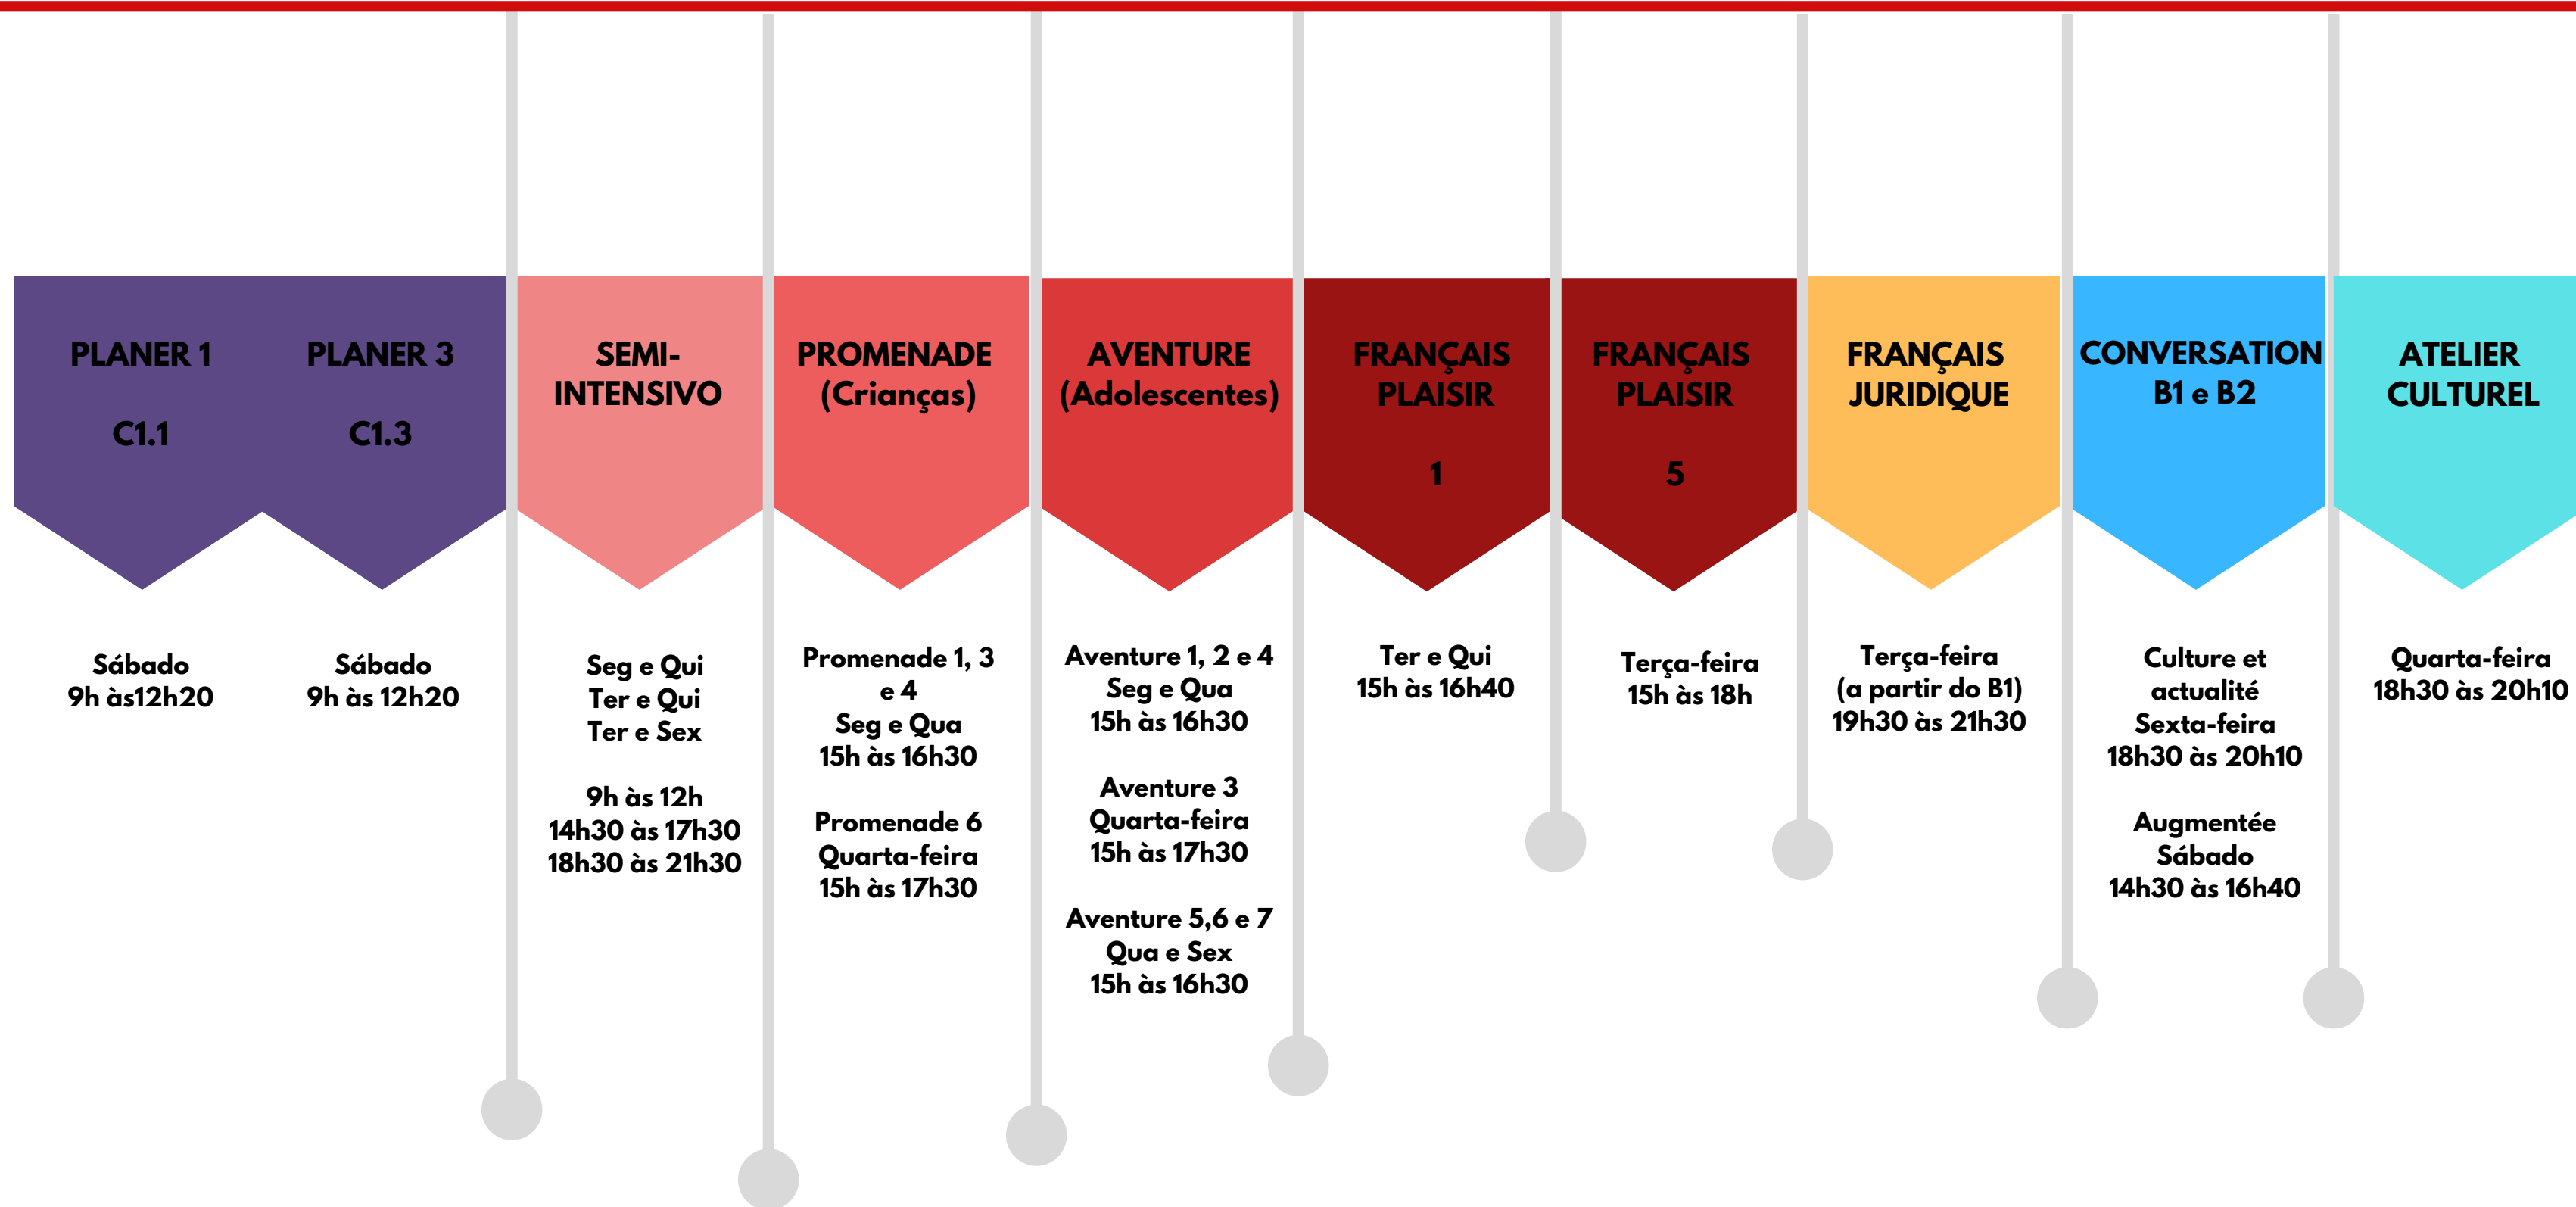 PLANER 1
C1.1
Sábado
9h às12h20
PLANER 3
C1.3
Sábado
9h às 12h20
SEMI-
INTENSIVO
Seg e Qui
Ter e Qui
Ter e Sex
9h às 12h
14h30 às 17h30
18h30 às 21h30
PROMENADE
(Crianças)
Promenade 1, 3
e 4
Seg e Qua
15h às 16h30
Promenade 6
Quarta-feira
15h às 17h30
AVENTURE
(Adolescentes)
Aventure 1, 2 e 4
Seg e Qua
15h às 16h30
Aventure 3
Quarta-feira
15h às 17h30
Aventure 5,6 e 7
Qua e Sex
15h às 16h30
FRANÇAIS
PLAISIR
1
Ter e Qui
15h às 16h40
FRANÇAIS
PLAISIR
5
Terça-feira
15h às 18h
FRANÇAIS
JURIDIQUE
Terça-feira
(a partir do B1)
19h30 às 21h30
CONVERSATION
B1 e B2
Culture et
actualité
Sexta-feira
18h30 às 20h10
Augmentée
Sábado
14h30 às 16h40
ATELIER
CULTUREL
Quarta-feira
18h30 às 20h10